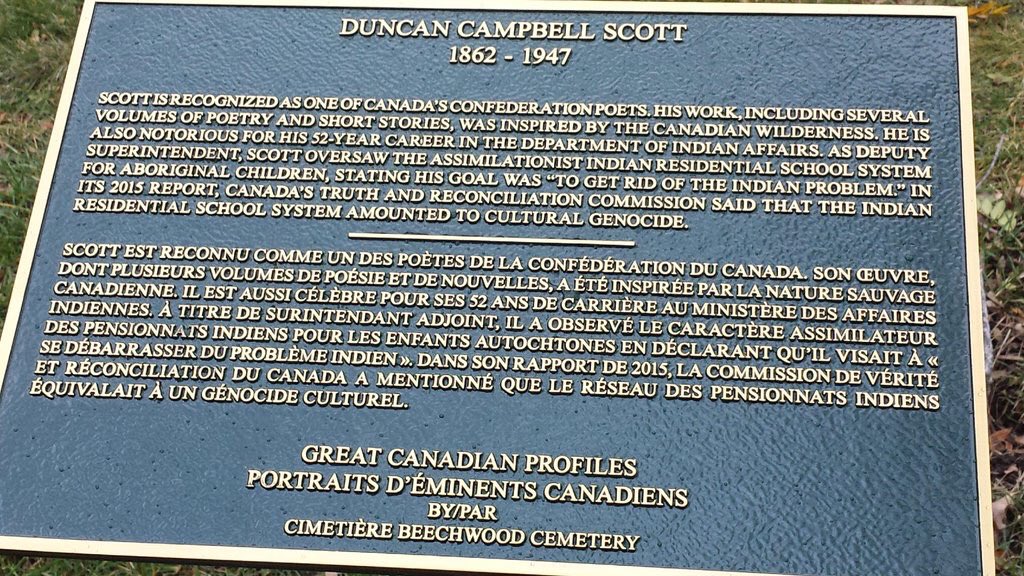 DUNCAN CAMPBELL SCOTT
1862 - 1947
SCOTT IS RECOGNIZED AS ONE OF CANADA'S CONFEDERATION POETS. HIS WORK, INCLUDING SEVERAL
VOLUMES OF POETRY AND SHORT STORIES, WAS INSPIRED BY THE CANADIAN WILDERNESS. HE IS
ALSO NOTORIOUS FOR HIS 52-YEAR CAREER IN THE DEPARTMENT OF INDIAN AFFAIRS. AS DEPUTY
SUPERINTENDENT, SCOTT OVERSAW THE ASSIMILATIONIST INDIAN RESIDENTIAL SCHOOL SYSTEM
FOR ABORIGINAL CHILDREN, STATING HIS GOAL WAS "TO GET RID OF THE INDIAN PROBLEM." IN
ITS 2015 REPORT, CANADA'S TRUTH AND RECONCILIATION COMMISSION SAID THAT THE INDIAN
RESIDENTIAL SCHOOL SYSTEM AMOUNTED TO CULTURAL GENOCIDE.
SCOTT EST RECONNU COMME UN DES POÈTES DE LA CONFÉDÉRATION DU CANADA. SON ŒUVRE,
DONT PLUSIEURS VOLUMES DE POÉSIE ET DE NOUVELLES, A ÉTÉ INSPIRÉE PAR LA NATURE SAUVAGE
CANADIENNE. IL EST AUSSI CÉLÈBRE POUR SES 52 ANS DE CARRIÈRE AU MINISTÈRE DES AFFAIRES
INDIENNES. À TITRE DE SURINTENDANT ADJOINT, IL A OBSERVÉ LE CARACTÈRE ASSIMILATEUR
DES PENSIONNATS INDIENS POUR LES ENFANTS AUTOCHTONES EN DÉCLARANT QU'IL VISAIT À «
SE DÉBARRASSER DU PROBLÈME INDIEN ». DANS SON RAPPORT DE 2015, LA COMMISSION DE VÉRITÉ
ET RÉCONCILIATION DU CANADA A MENTIONNÉ QUE LE RÉSEAU DES PENSIONNATS INDIENS
ÉQUIVALAIT À UN GÉNOCIDE CULTUREL.
GREAT CANADIAN PROFILES
PORTRAITS D'ÉMINENTS CANADIENS
BY/PAR
CIMETIÈRE BEECHWOOD CEMETERY